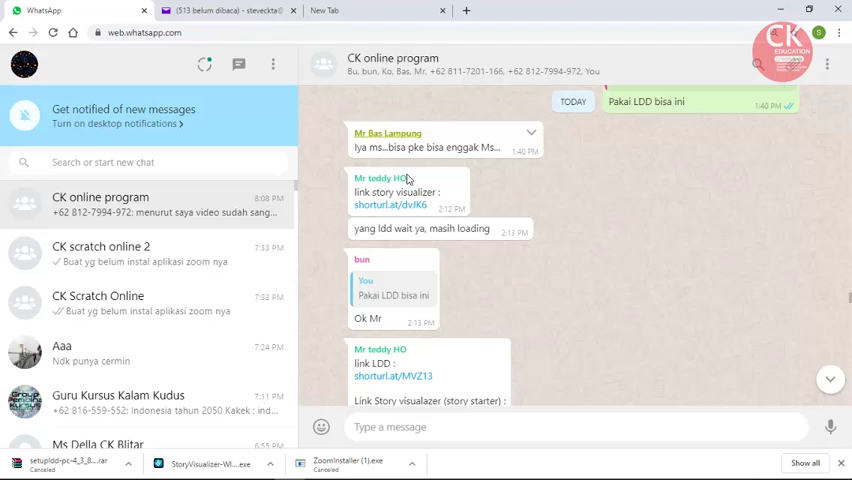 WhatsApp
(513 belum dibaca) - steveckta@
New Tab
web.whatsapp.com
S
CK
EDUCATION
Get notified of new messages
Turn on desktop notifications >
Search or start new chat
CK online program
8:08 PM
+62 812-7994-972: menurut saya video sudah sang...
CK scratch online 2
7:33 PM
Buat yg belum instal aplikasi zoom nya
CK Scratch Online
7:33 PM
Buat yg belum instal aplikasi zoom nya
Aaa
7:24 PM
Ndk punya cermin
Guru Kursus Kalam Kudus
7:11 PM
+62 816-559-552: Indonesia tahun 2050 Kakek : ind...
Ms Della CK Blitar
6:55 PM
CK online program
Bu, bun, Ko, Bas, Mr, +62 811-7201-166, +62 812-7994-972, You
TODAY
Pakai LDD bisa ini
1:40 PM
Mr Bas Lampung
Iya ms...bisa pke bisa enggak Ms...
1:40 PM
Mr teddy HO
link story visualizer :
shorturl.at/dvJK6
2:12 PM
yang ldd wait ya, masih loading
2:13 PM
bun
You
Pakai LDD bisa ini
Ok Mr
2:13 PM
Mr teddy HO
link LDD :
shorturl.at/MVZ13
Link Story visualazer (story starter) :
Type a message
setupldd-pc-4_3_8....rar
Canceled
StoryVisualizer-WI....exe
ZoomInstaller (1).exe
Canceled
Show all